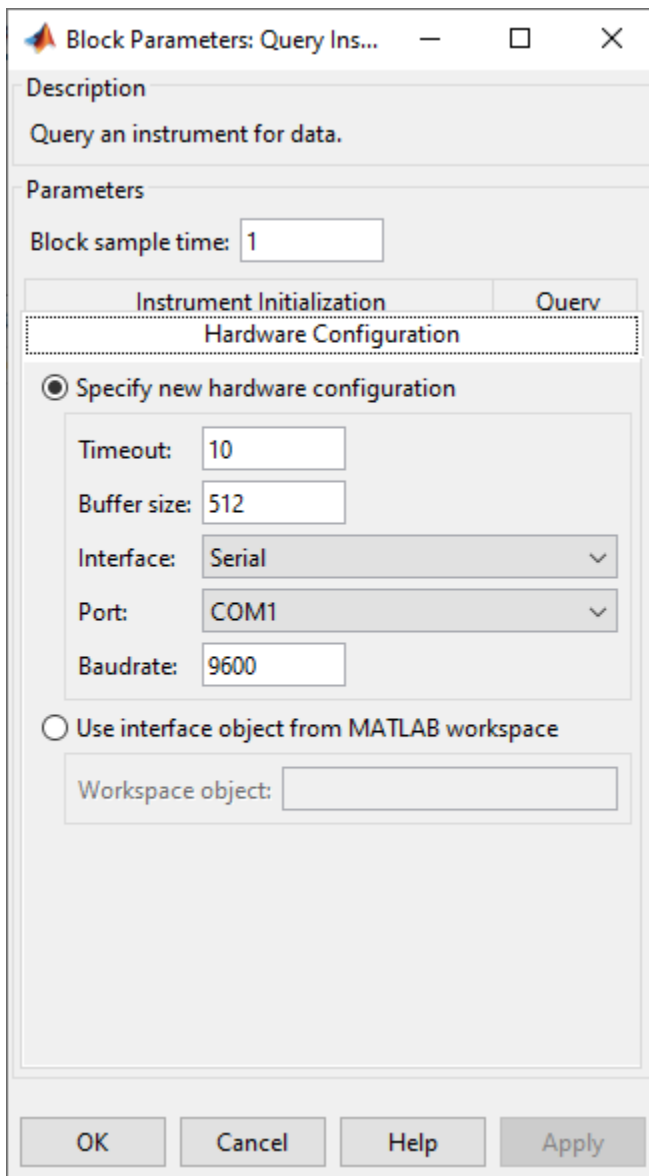 Block Parameters: Query Ins...
Description
Query an instrument for data.
Parameters
Block sample time: 1
Instrument Initialization Query
Hardware Configuration
Specify new hardware configuration
Timeout: 10
Buffer size: 512
Interface: Serial
Port: COM1
Baudrate: 9600
Use interface object from MATLAB workspace
Workspace object:
OK Cancel Help Apply